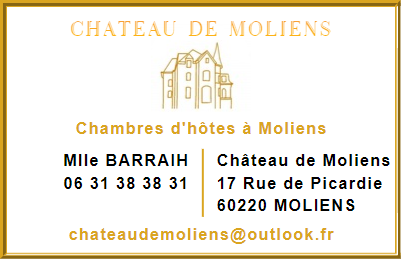 CHATEAU DE MOLIENS
Chambres d'hôtes à Moliens
Mlle BARRAIH
06 31 38 38 31
Château de Moliens
17 Rue de Picardie
60220 MOLIENS
chateaudemoliens@outlook.fr